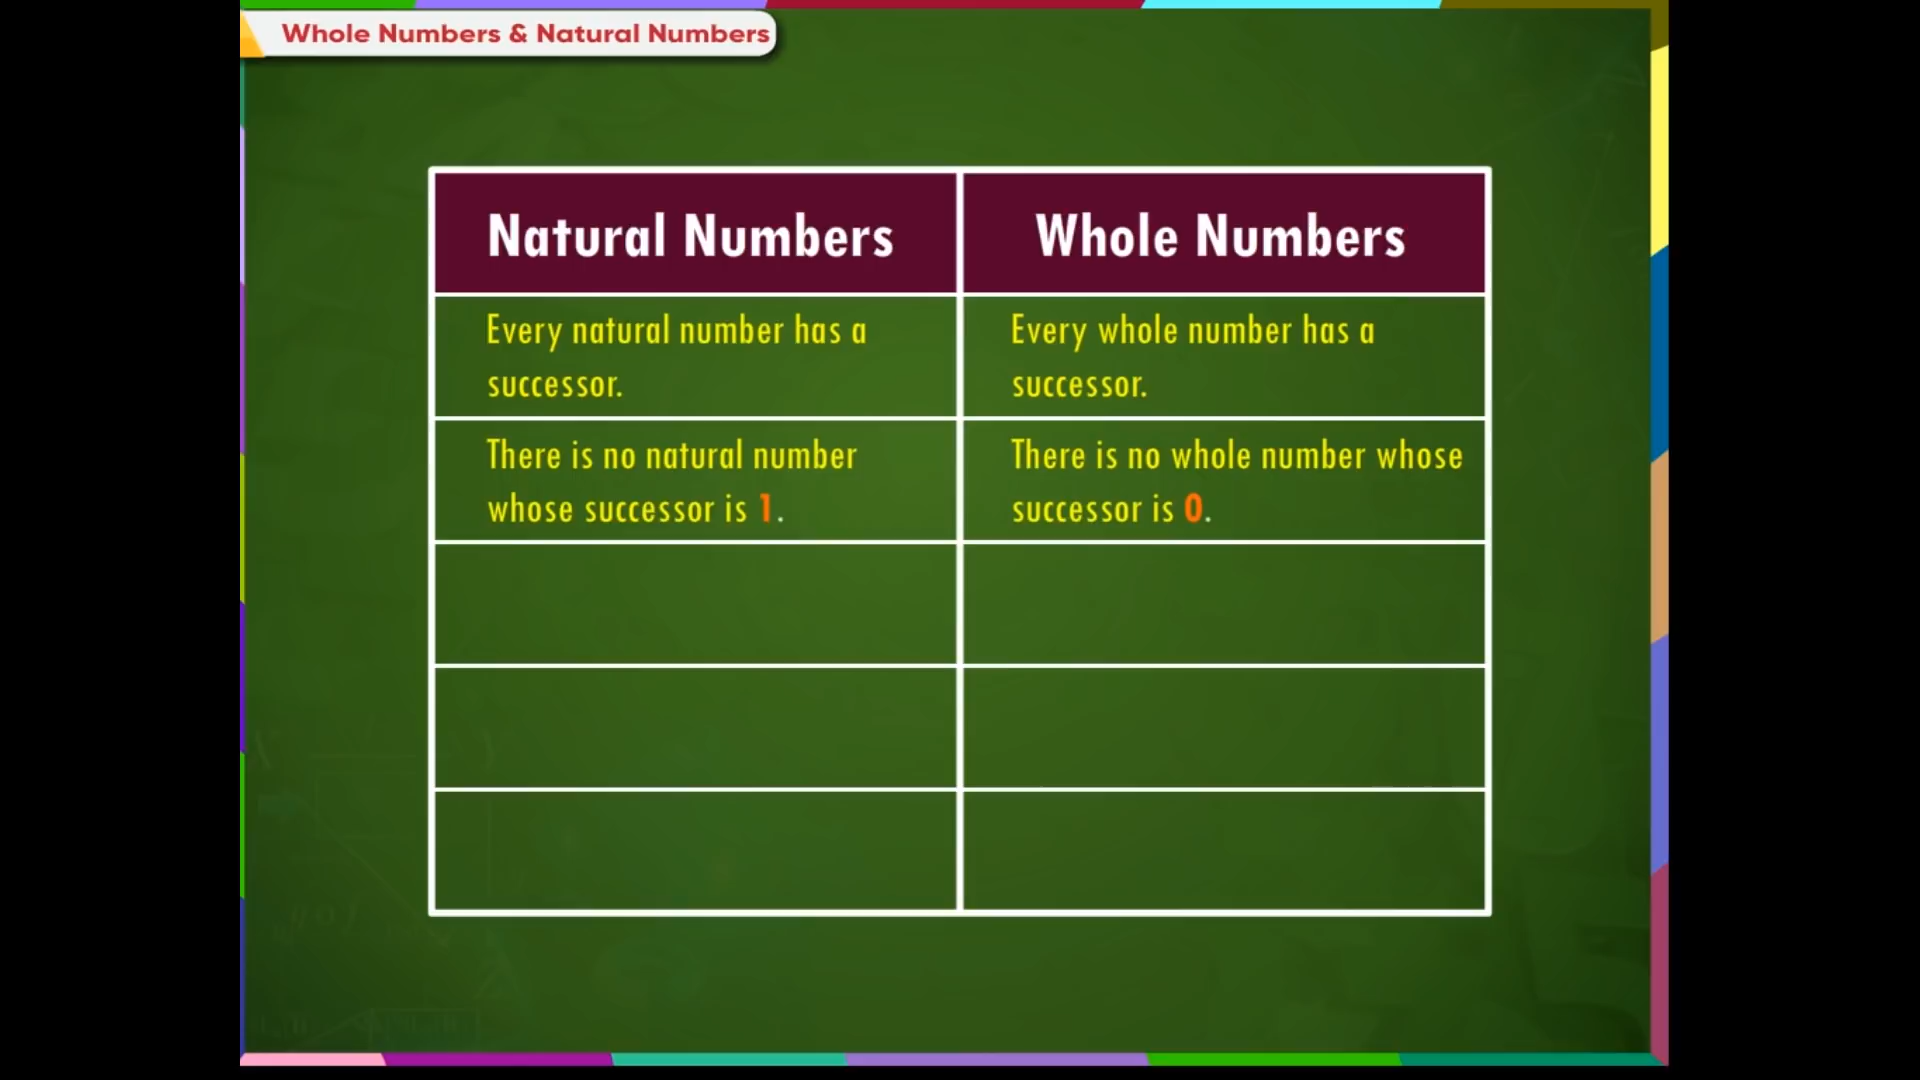 Whole Numbers & Natural Numbers
Natural Numbers
Whole Numbers
Every natural number has a
successor.
Every whole number has a
successor.
There is no natural number
whose successor is 1.
There is no whole number whose
successor is 0.